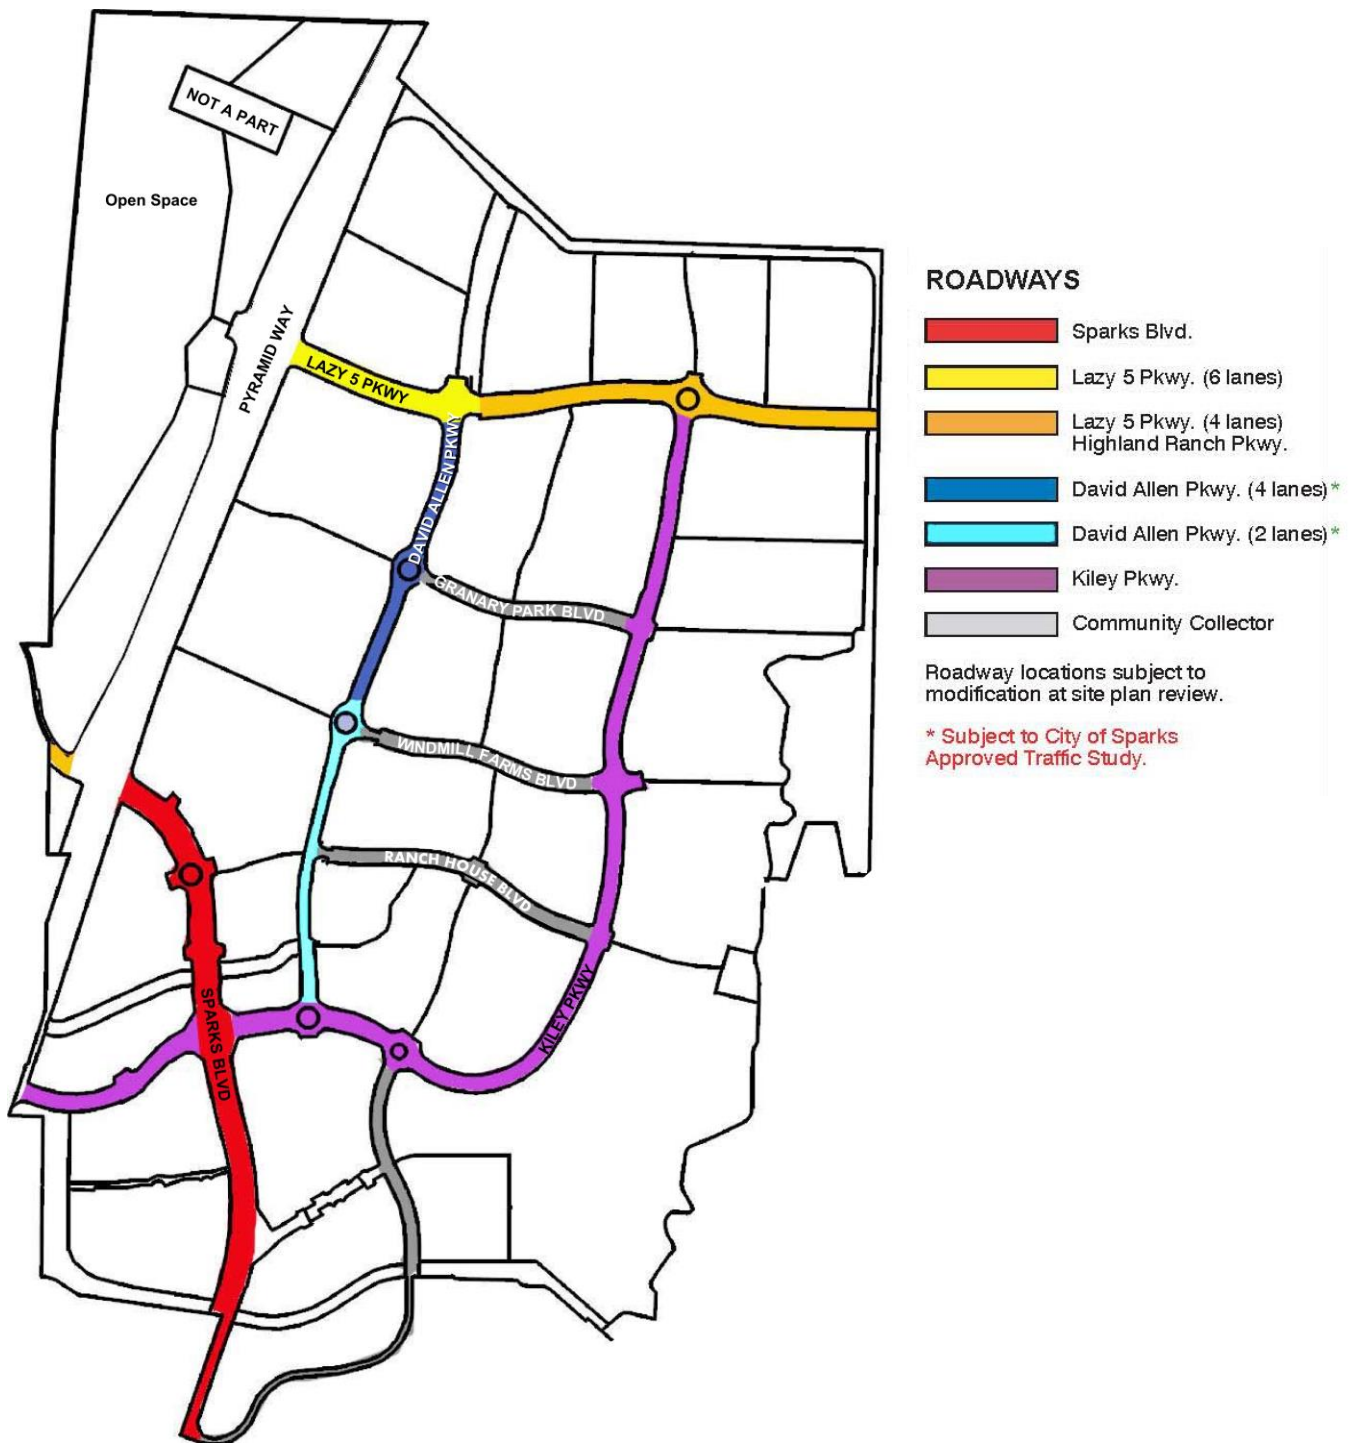 NOT A PART
Open Space
PYRAMID WAY
LAZY 5 PKWY
DAVID ALLEN PKWY
GRANARY PARK BLVD
WINDMILL FARMS BLVD
RANCH HOUSE BLVD
KILEY PKWY
SPARKS BLVD
ROADWAYS
Sparks Blvd.
Lazy 5 Pkwy. (6 lanes)
Lazy 5 Pkwy. (4 lanes)
Highland Ranch Pkwy.
David Allen Pkwy. (4 lanes)*
David Allen Pkwy. (2 lanes)*
Kiley Pkwy.
Community Collector
Roadway locations subject to
modification at site plan review.
* Subject to City of Sparks
Approved Traffic Study.